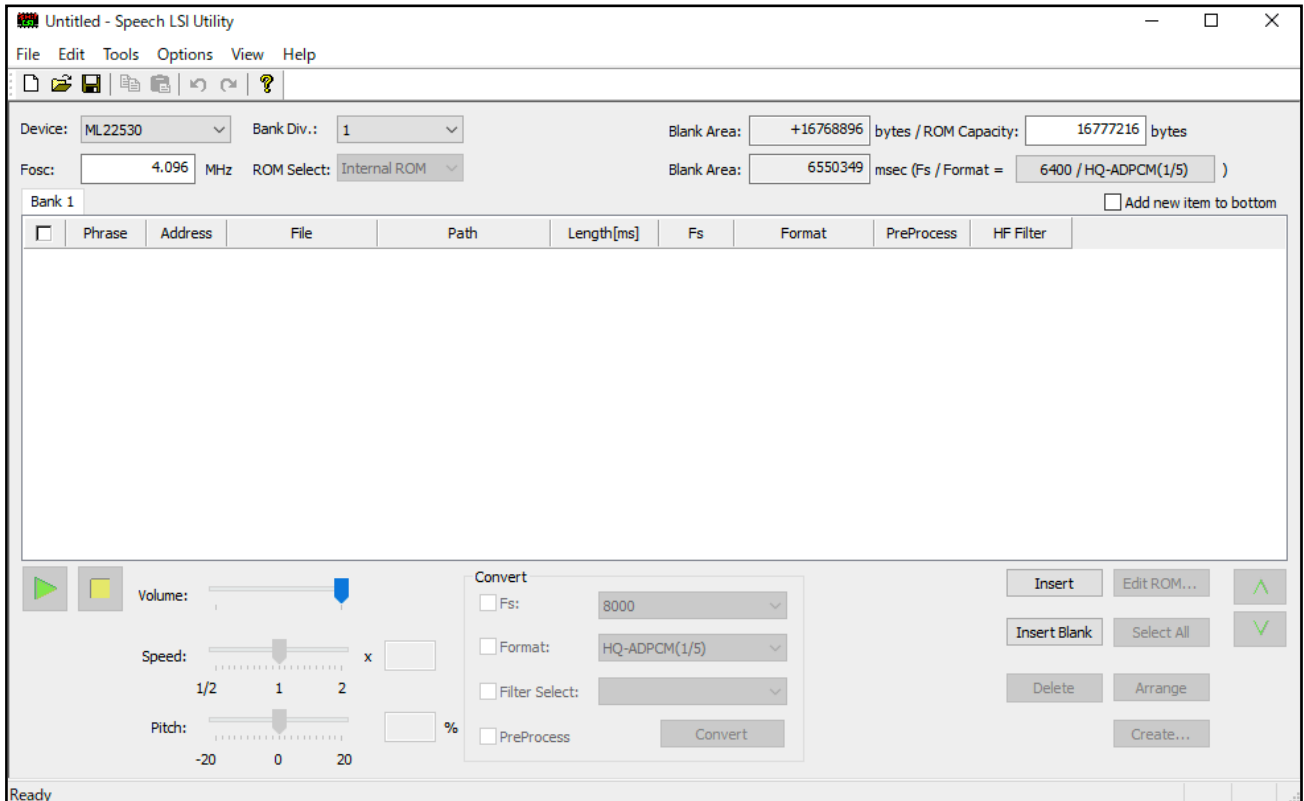 Untitled - Speech LSI Utility
File Edit Tools Options View Help
Device: ML22530 Bank Div.: 1 Blank Area: +16768896 bytes / ROM Capacity: 16777216 bytes
Fosc: 4.096 MHz ROM Select: Internal ROM Blank Area: 6550349 msec (Fs / Format = 6400 / HQ-ADPCM(1/5) )
Bank 1 Add new item to bottom
Phrase Address File Path Length[ms] Fs Format PreProcess HF Filter
Volume:
Speed: x
1/2 1 2
Pitch: %
-20 0 20
Convert
Fs: 8000
Format: HQ-ADPCM(1/5)
Filter Select:
PreProcess Convert
Insert Edit ROM...
Insert Blank Select All
Delete Arrange
Create...
Ready